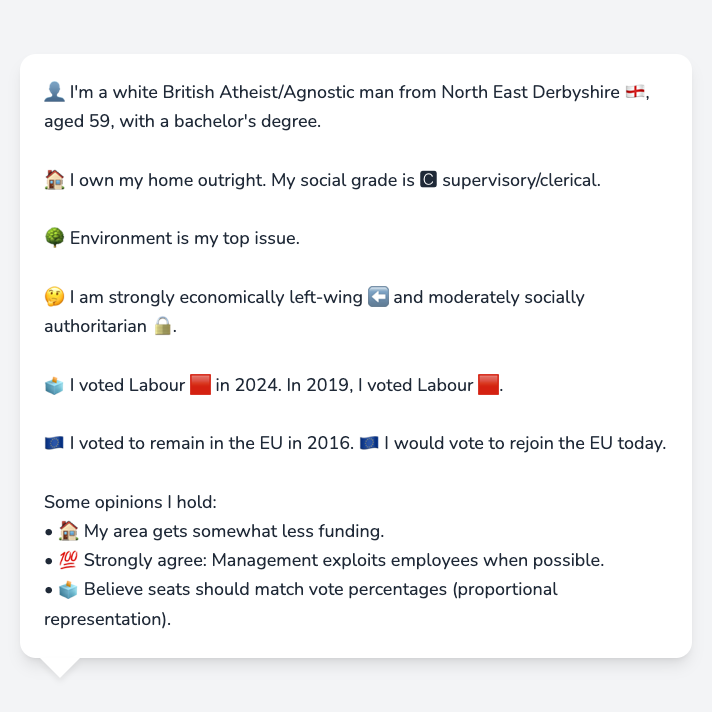 👤 I'm a white British Atheist/Agnostic man from North East Derbyshire 🏴󠁧󠁢󠁥󠁮󠁧󠁿,
aged 59, with a bachelor's degree.
🏠 I own my home outright. My social grade is 🅲 supervisory/clerical.
🌳 Environment is my top issue.
🤔 I am strongly economically left-wing ⬅️ and moderately socially
authoritarian 🔒.
🗳️ I voted Labour 🟥 in 2024. In 2019, I voted Labour 🟥.
🇪🇺 I voted to remain in the EU in 2016. 🇪🇺 I would vote to rejoin the EU today.
Some opinions I hold:
• 🏠 My area gets somewhat less funding.
• 💯 Strongly agree: Management exploits employees when possible.
• 🗳️ Believe seats should match vote percentages (proportional
representation).